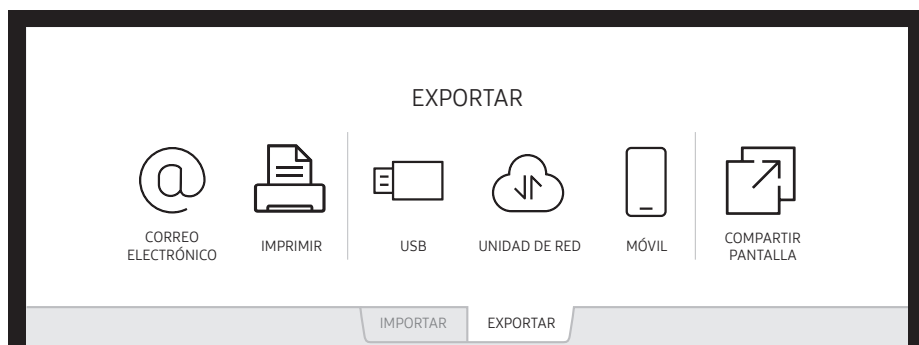 EXPORTAR
CORREO
ELECTRÓNICO
IMPRIMIR
USB
UNIDAD DE RED
MÓVIL
COMPARTIR
PANTALLA
IMPORTAR
EXPORTAR